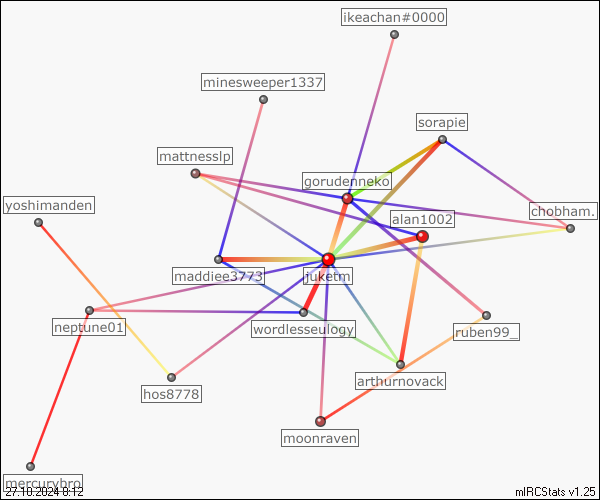 ikeachan#0000
minesweeper1337
sorapie
mattnesslp
gorudenneko
yoshimanden
alan1002
chobham.
maddiee3773
juketm
neptune01
wordlesseulogy
ruben99_
arthurnovack
hos8778
moonraven
mercurybro
27.10.2024 0:12
mIRCStats v1.25